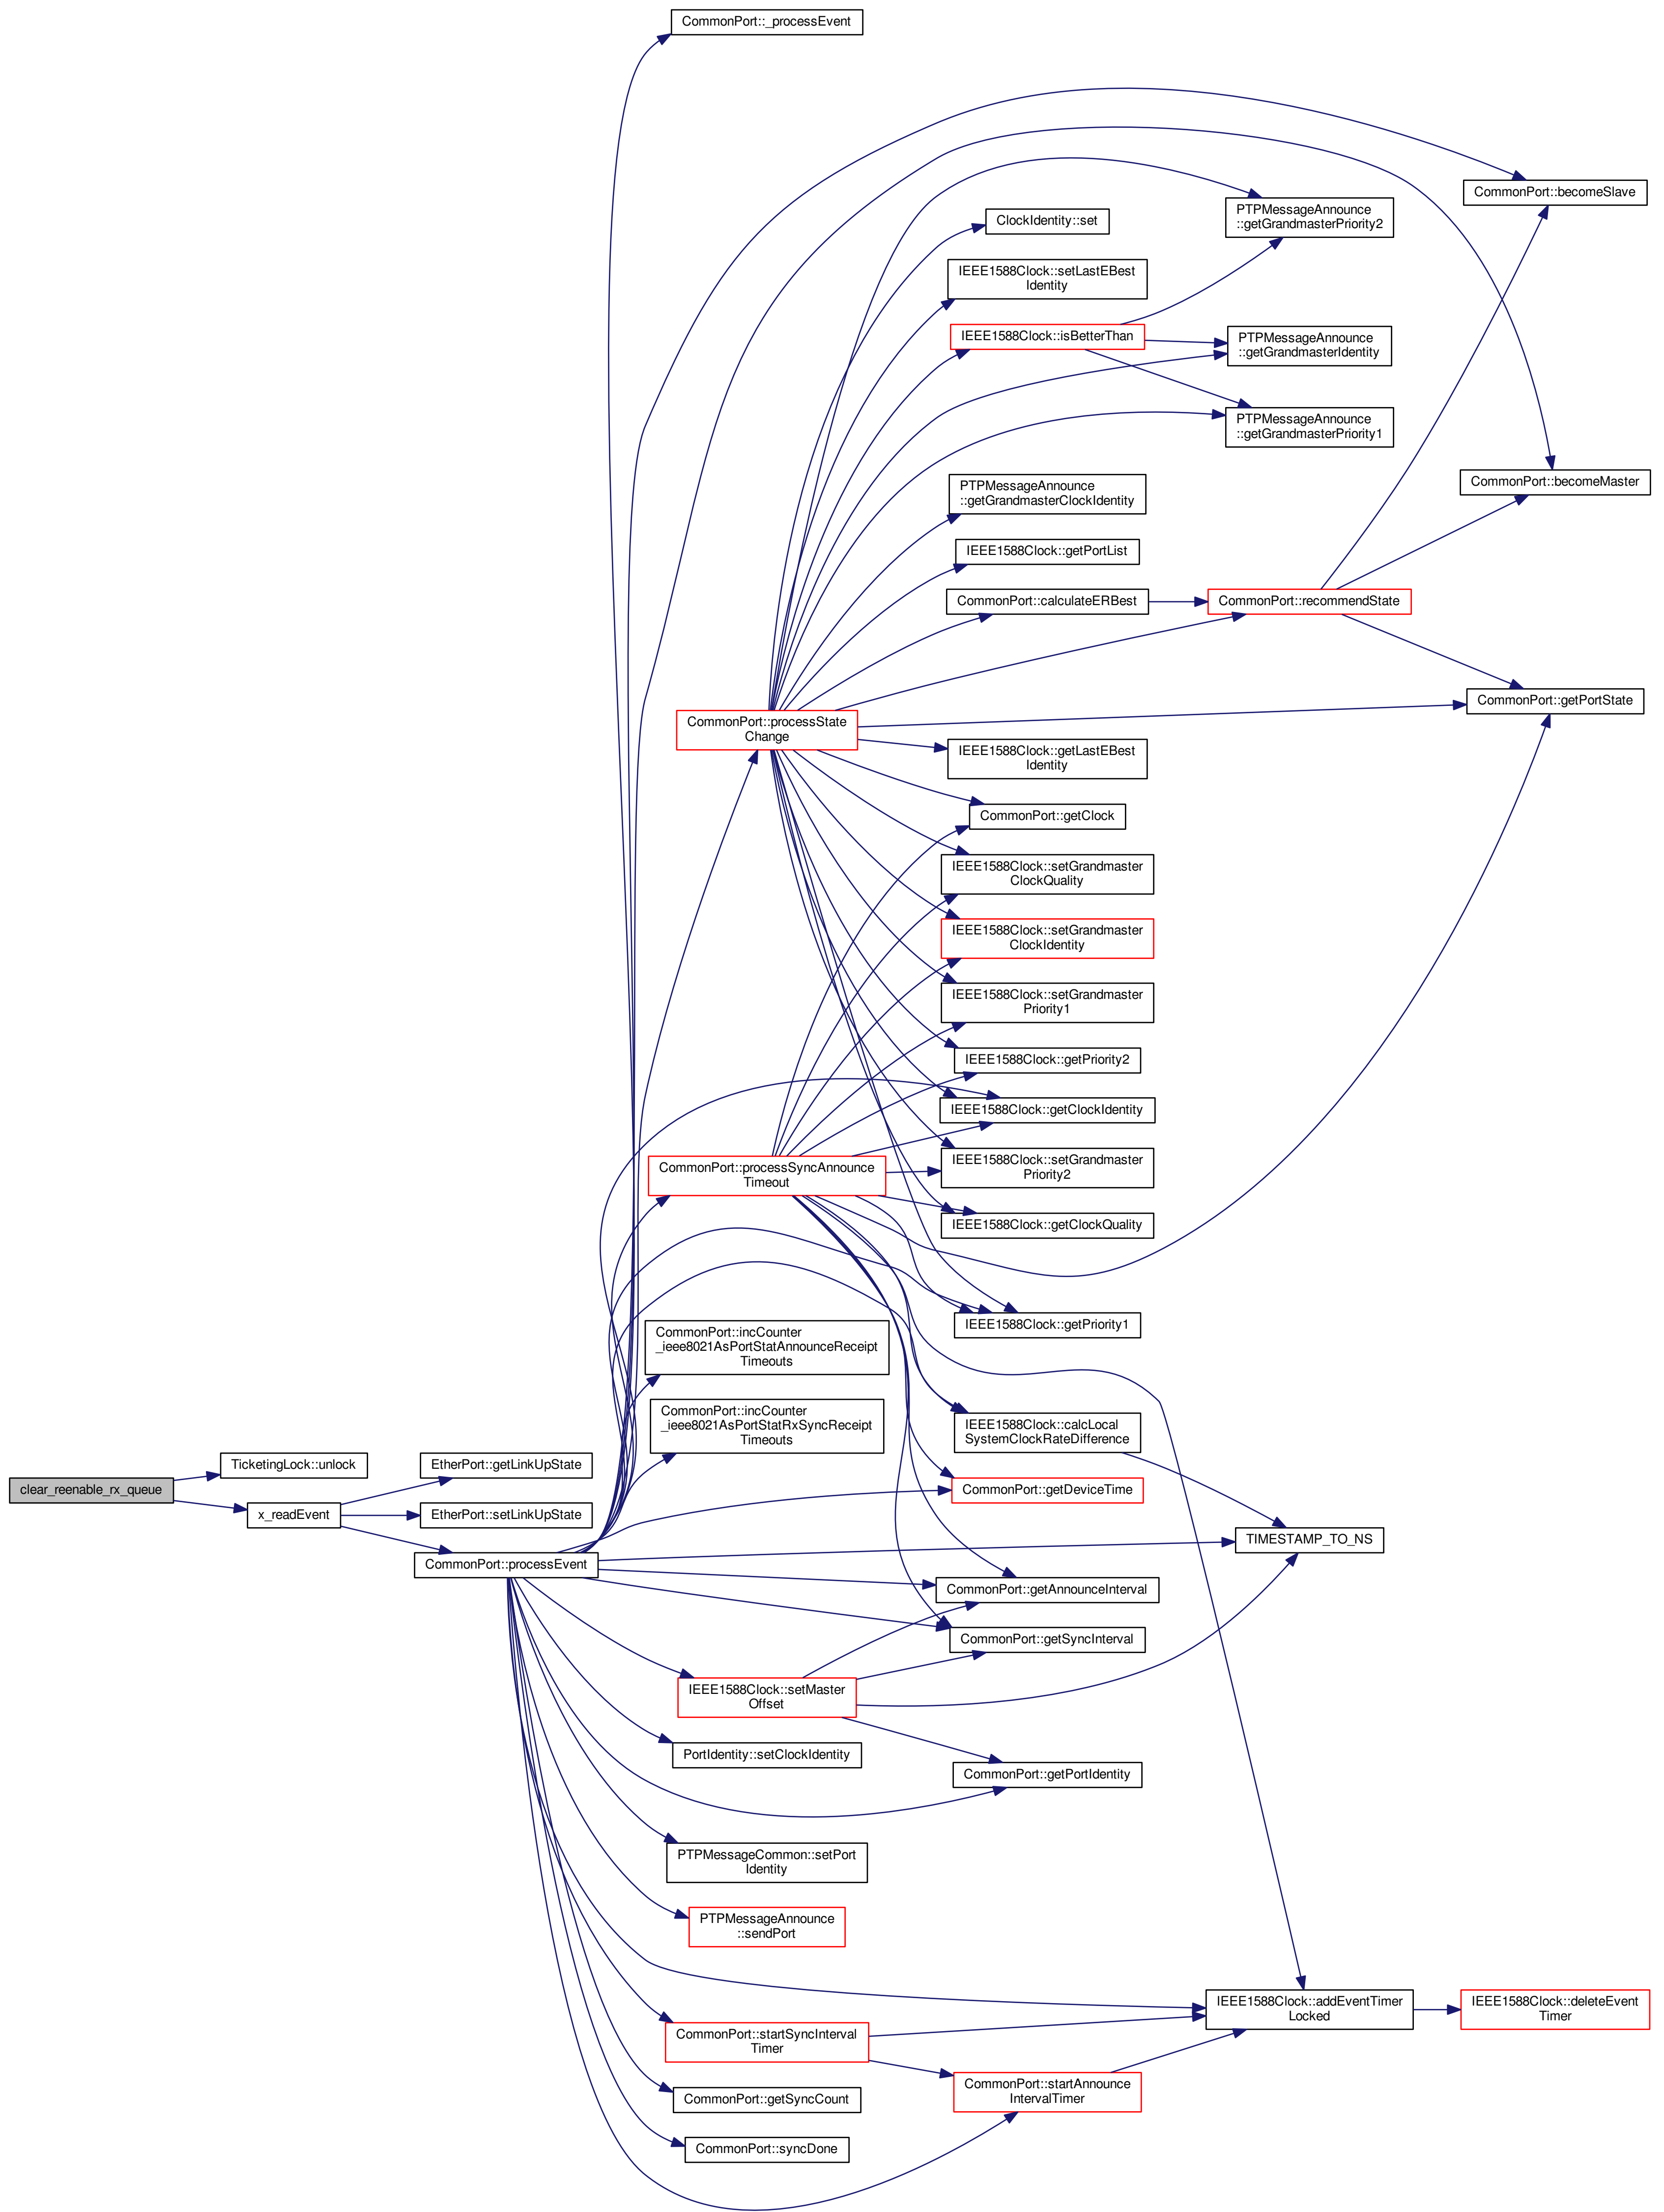 CommonPort::_processEvent
CommonPort::becomeSlave
PTPMessageAnnounce
::getGrandmasterPriority2
ClockIdentity::set
IEEE1588Clock::setLastEBest
Identity
IEEE1588Clock::isBetterThan
PTPMessageAnnounce
::getGrandmasterIdentity
PTPMessageAnnounce
::getGrandmasterPriority1
CommonPort::becomeMaster
PTPMessageAnnounce
::getGrandmasterClockIdentity
IEEE1588Clock::getPortList
CommonPort::calculateERBest
CommonPort::recommendState
CommonPort::getPortState
CommonPort::processState
Change
IEEE1588Clock::getLastEBest
Identity
CommonPort::getClock
IEEE1588Clock::setGrandmaster
ClockQuality
IEEE1588Clock::setGrandmaster
ClockIdentity
IEEE1588Clock::setGrandmaster
Priority1
IEEE1588Clock::getPriority2
IEEE1588Clock::getClockIdentity
CommonPort::processSyncAnnounce
Timeout
IEEE1588Clock::setGrandmaster
Priority2
IEEE1588Clock::getClockQuality
IEEE1588Clock::getPriority1
CommonPort::incCounter
_ieee8021AsPortStatAnnounceReceipt
Timeouts
CommonPort::incCounter
_ieee8021AsPortStatRxSyncReceipt
Timeouts
IEEE1588Clock::calcLocal
SystemClockRateDifference
TicketingLock::unlock
EtherPort::getLinkUpState
clear_reenable_rx_queue
CommonPort::getDeviceTime
x_readEvent
EtherPort::setLinkUpState
TIMESTAMP_TO_NS
CommonPort::processEvent
CommonPort::getAnnounceInterval
CommonPort::getSyncInterval
IEEE1588Clock::setMaster
Offset
PortIdentity::setClockIdentity
CommonPort::getPortIdentity
PTPMessageCommon::setPort
Identity
PTPMessageAnnounce
::sendPort
IEEE1588Clock::addEventTimer
Locked
IEEE1588Clock::deleteEvent
Timer
CommonPort::startSyncInterval
Timer
CommonPort::startAnnounce
IntervalTimer
CommonPort::getSyncCount
CommonPort::syncDone